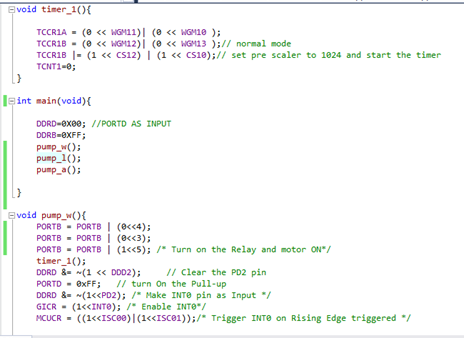 void timer_1(){
TCCR1A = (0 << WGM11)| (0 << WGM10 );
TCCR1B = (0 << WGM12)| (0 << WGM13 );// normal mode
TCCR1B |= (1 << CS12) | (1 << CS10);// set pre scaler to 1024 and start the timer
TCNT1=0;
}
int main(void){
DDRD=0X00; //PORTD AS INPUT
DDRB=0XFF;
pump_w();
pump_l();
pump_a();
}
void pump_w(){
PORTB = PORTB | (0<<4);
PORTB = PORTB | (0<<3);
PORTB = PORTB | (1<<5); /* Turn on the Relay and motor ON*/
timer_1();
DDRD &= ~(1 << DDD2); // Clear the PD2 pin
PORTD = 0xFF; // turn On the Pull-up
DDRD &= ~(1<<PD2); /* Make INT0 pin as Input */
GICR = (1<<INT0); /* Enable INT0*/
MCUCR = ((1<<ISC00)|(1<<ISC01));/* Trigger INT0 on Rising Edge triggered */